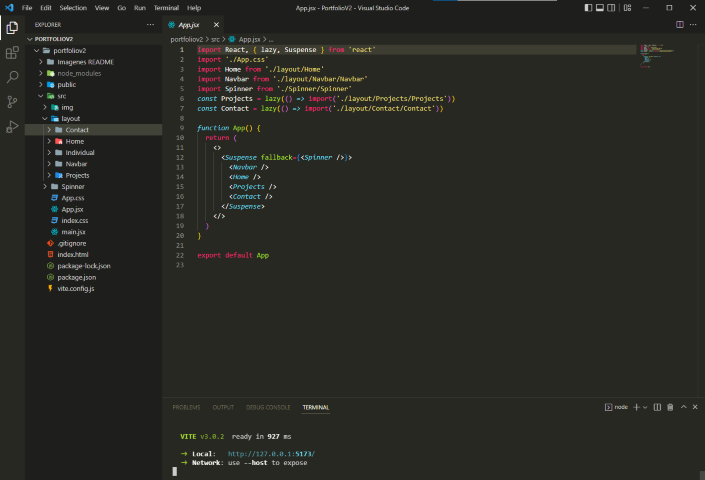 File Edit Selection View Go Run Terminal Help
App.jsx - PortfolioV2 - Visual Studio Code
EXPLORER
PORTFOLIOV2
portfoliov2
Imagenes README
node_modules
public
src
img
layout
Contact
Home
Individual
Navbar
Projects
Spinner
App.css
App.jsx
index.css
main.jsx
.gitignore
index.html
package-lock.json
package.json
vite.config.js
App.jsx
portfoliov2 > src > App.jsx > ...
1 import React, { lazy, Suspense } from 'react'
2 import './App.css'
3 import Home from './layout/Home'
4 import Navbar from './layout/Navbar/Navbar'
5 import Spinner from './Spinner/Spinner'
6 const Projects = lazy(() => import('./layout/Projects/Projects'))
7 const Contact = lazy(() => import('./layout/Contact/Contact'))
8
9 function App() {
10 return (
11 <>
12 <Suspense fallback={<Spinner />}>
13 <Navbar />
14 <Home />
15 <Projects />
16 <Contact />
17 </Suspense>
18 </>
19 )
20 }
21
22 export default App
23
PROBLEMS OUTPUT DEBUG CONSOLE TERMINAL
node
VITE v3.0.2 ready in 927 ms
➜ Local: http://127.0.0.1:5173/
➜ Network: use --host to expose